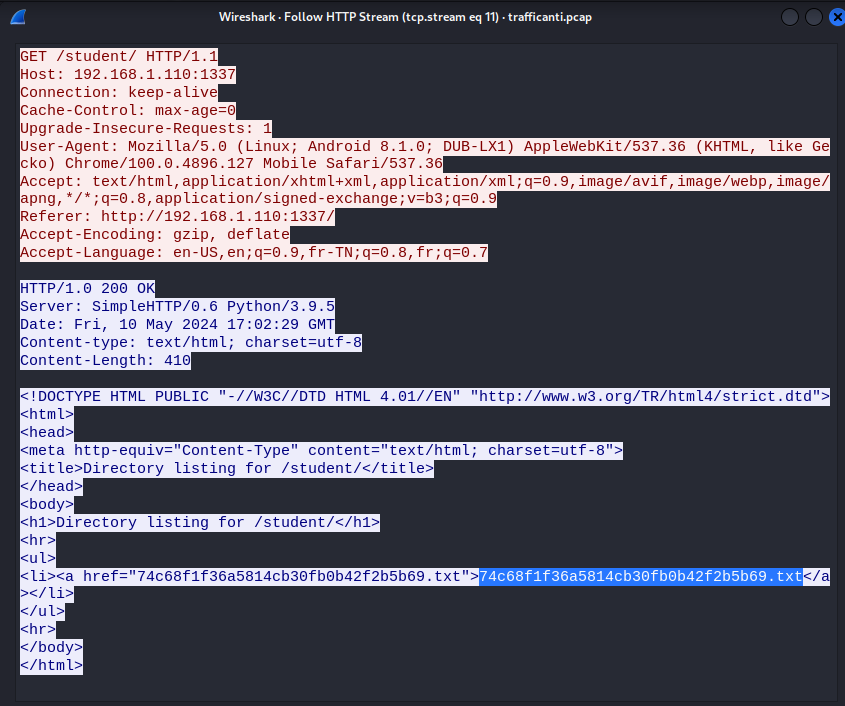 Wireshark · Follow HTTP Stream (tcp.stream eq 11) · trafficanti.pcap
GET /student/ HTTP/1.1
Host: 192.168.1.110:1337
Connection: keep-alive
Cache-Control: max-age=0
Upgrade-Insecure-Requests: 1
User-Agent: Mozilla/5.0 (Linux; Android 8.1.0; DUB-LX1) AppleWebKit/537.36 (KHTML, like Ge
cko) Chrome/100.0.4896.127 Mobile Safari/537.36
Accept: text/html,application/xhtml+xml,application/xml;q=0.9,image/avif,image/webp,image/
apng,*/*;q=0.8,application/signed-exchange;v=b3;q=0.9
Referer: http://192.168.1.110:1337/
Accept-Encoding: gzip, deflate
Accept-Language: en-US,en;q=0.9,fr-TN;q=0.8,fr;q=0.7
HTTP/1.0 200 OK
Server: SimpleHTTP/0.6 Python/3.9.5
Date: Fri, 10 May 2024 17:02:29 GMT
Content-type: text/html; charset=utf-8
Content-Length: 410
<!DOCTYPE HTML PUBLIC "-//W3C//DTD HTML 4.01//EN" "http://www.w3.org/TR/html4/strict.dtd">
<html>
<head>
<meta http-equiv="Content-Type" content="text/html; charset=utf-8">
<title>Directory listing for /student/</title>
</head>
<body>
<h1>Directory listing for /student/</h1>
<hr>
<ul>
<li><a href="74c68f1f36a5814cb30fb0b42f2b5b69.txt">74c68f1f36a5814cb30fb0b42f2b5b69.txt</a
></li>
</ul>
<hr>
</body>
</html>